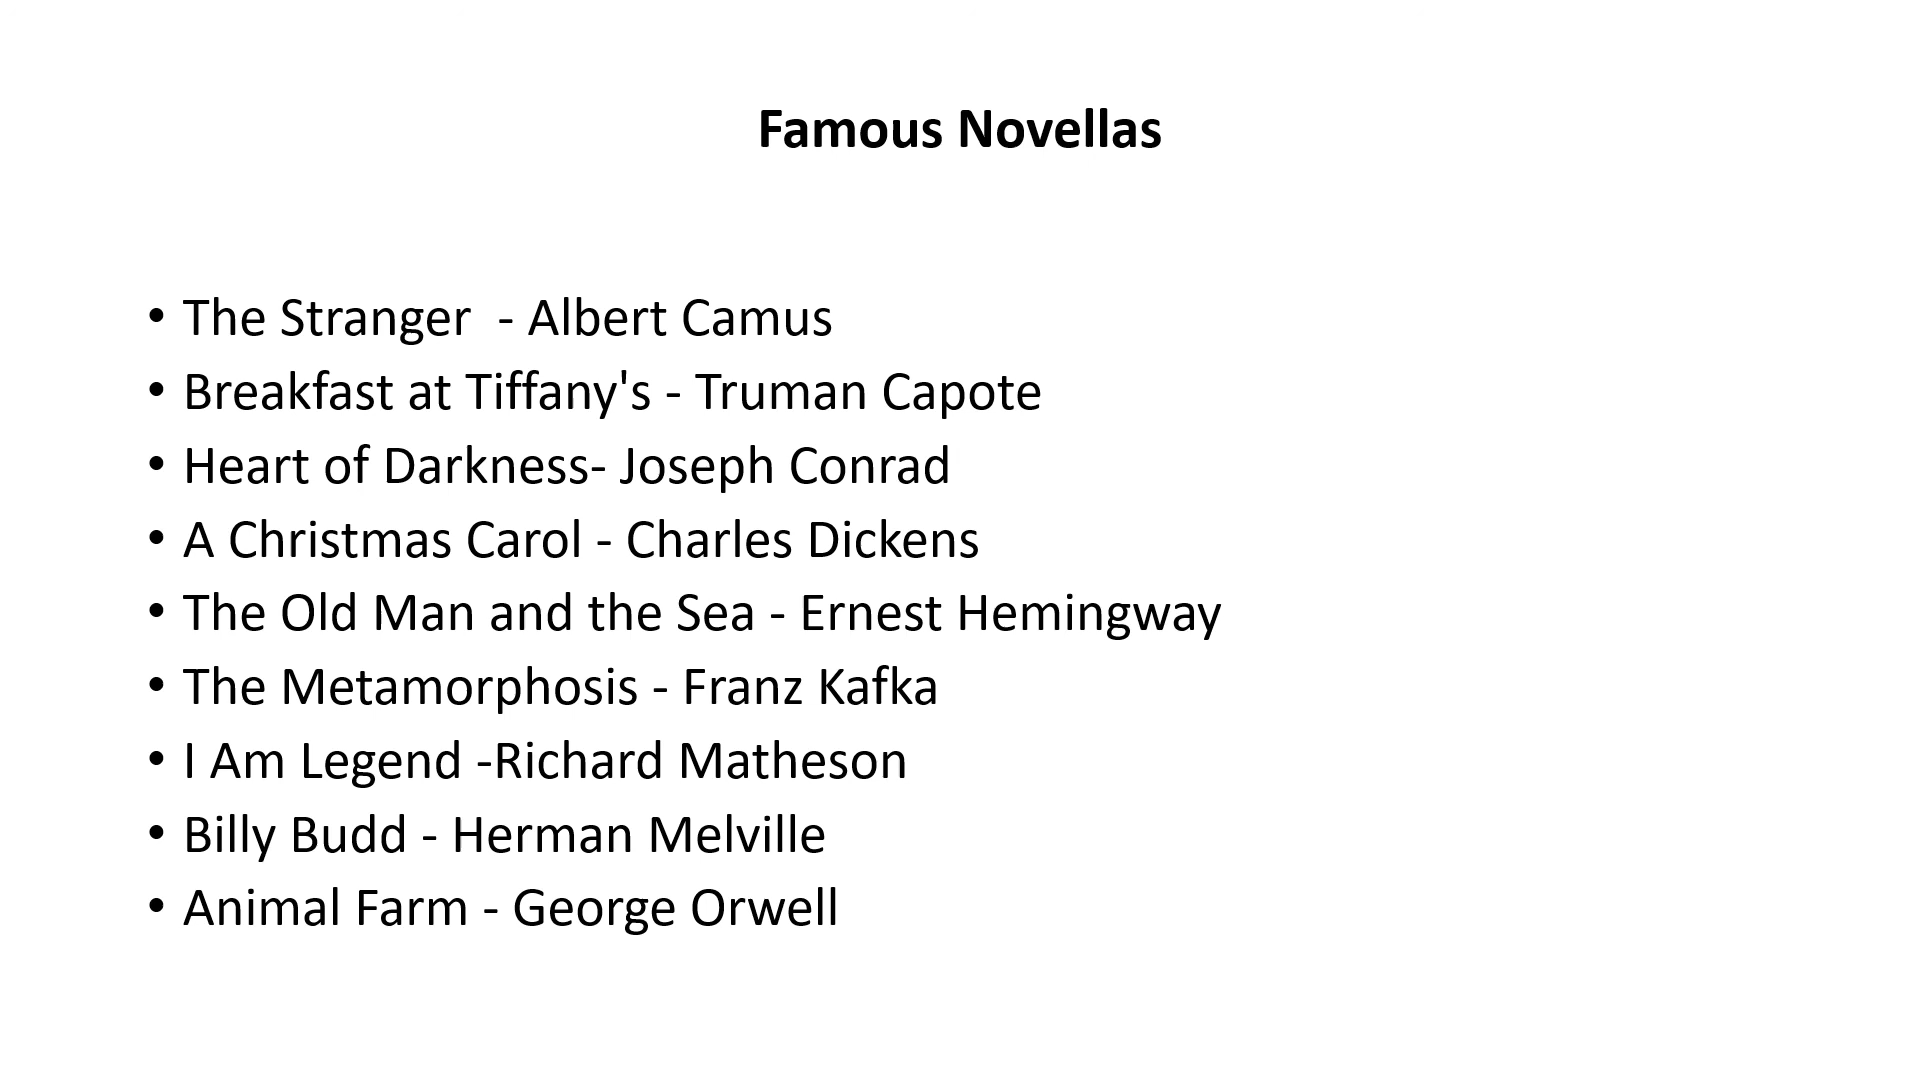 Famous Novellas
• The Stranger  - Albert Camus
• Breakfast at Tiffany's - Truman Capote
• Heart of Darkness- Joseph Conrad
• A Christmas Carol - Charles Dickens
• The Old Man and the Sea - Ernest Hemingway
• The Metamorphosis - Franz Kafka
• I Am Legend -Richard Matheson
• Billy Budd - Herman Melville
• Animal Farm - George Orwell